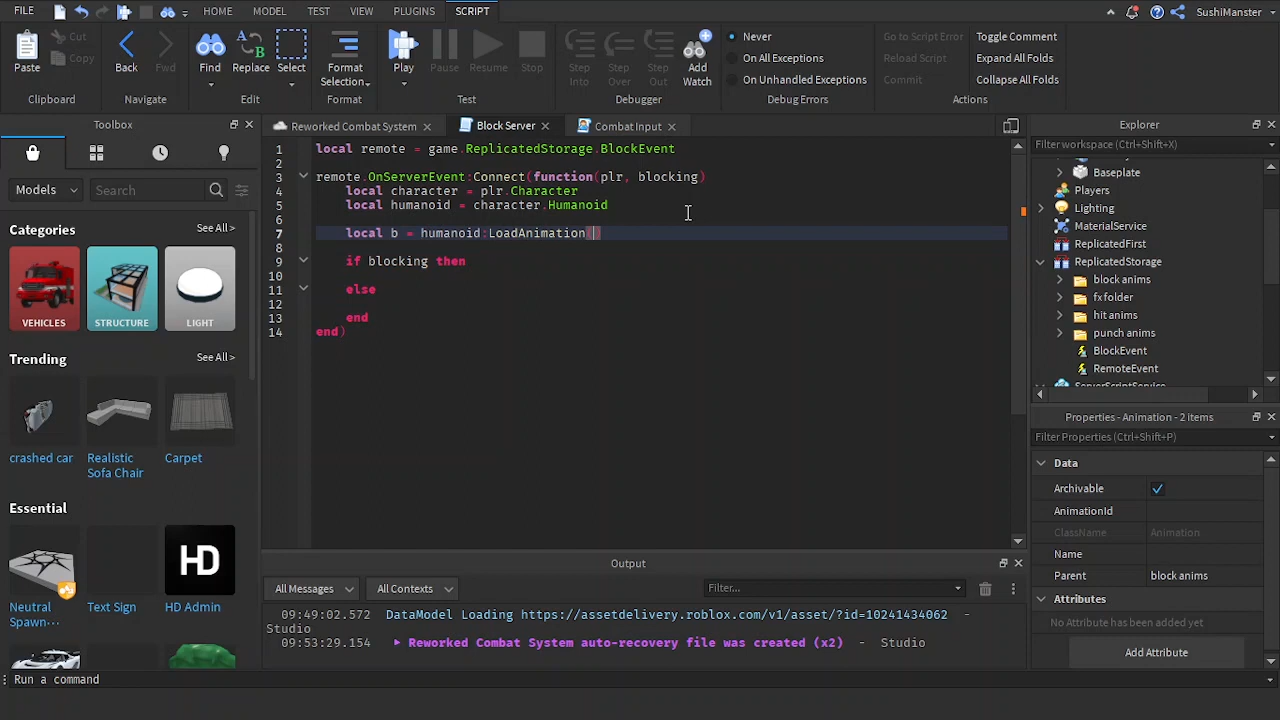 FILE HOME MODEL TEST VIEW PLUGINS SCRIPT SushiManster
Paste Cut Copy Back Fwd Find Replace Select Format Selection Play Pause Resume Stop Step Into Step Over Step Out Add Watch Never On All Exceptions On Unhandled Exceptions Go to Script Error Reload Script Commit Toggle Comment Expand All Folds Collapse All Folds
Clipboard Navigate Edit Format Test Debugger Debug Errors Actions
Toolbox
Models Search
Categories See All>
VEHICLES STRUCTURE LIGHT
Trending See All>
crashed car
Realistic Sofa Chair
Carpet
Essential
HD
Neutral Spawn...
Text Sign
HD Admin
Reworked Combat System Block Server Combat Input
1 local remote = game.ReplicatedStorage.BlockEvent
2
3 remote.OnServerEvent:Connect(function(plr, blocking)
4 local character = plr.Character
5 local humanoid = character.Humanoid
6
7 local b = humanoid:LoadAnimation()
8
9 if blocking then
10
11 else
12
13 end
14 end)
Output
All Messages All Contexts Filter...
09:49:02.572 DataModel Loading https://assetdelivery.roblox.com/v1/asset/?id=10241434062 -
Studio
09:53:29.154 Reworked Combat System auto-recovery file was created (x2) - Studio
Explorer
Filter workspace (Ctrl+Shift+X)
Baseplate
Players
Lighting
MaterialService
ReplicatedFirst
ReplicatedStorage
block anims
fx folder
hit anims
punch anims
BlockEvent
RemoteEvent
ServerScriptService
Properties - Animation - 2 items
Filter Properties (Ctrl+Shift+P)
Data
Archivable
AnimationId
ClassName Animation
Name
Parent block anims
Attributes
No Attribute has been added yet
Add Attribute
Run a command